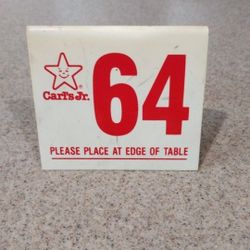 64
Carl's Jr.®
PLEASE PLACE AT EDGE OF TABLE